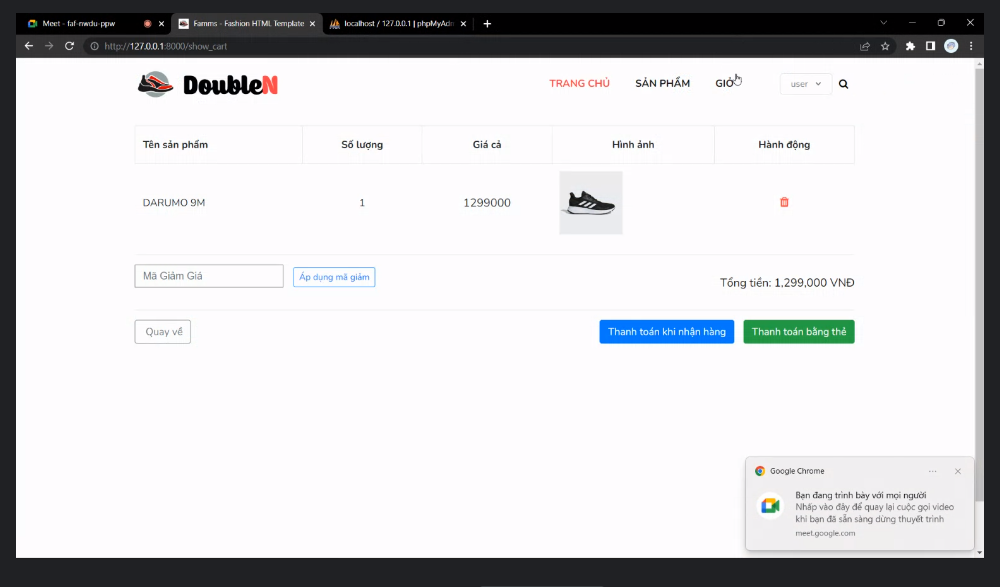 Meet - faf-nwdu-ppw
Famms - Fashion HTML Template
localhost / 127.0.0.1 | phpMyAdm
http://127.0.0.1:8000/show_cart
DoubleN
TRANG CHỦ
SẢN PHẨM
GIỎ
user
Tên sản phẩm
Số lượng
Giá cả
Hình ảnh
Hành động
DARUMO 9M
1
1299000
Mã Giảm Giá
Áp dụng mã giảm
Tổng tiền: 1,299,000 VNĐ
Quay về
Thanh toán khi nhận hàng
Thanh toán bằng thẻ
Google Chrome
Bạn đang trình bày với mọi người
Nhấp vào đây để quay lại cuộc gọi video
khi bạn đã sẵn sàng dừng thuyết trình
meet.google.com